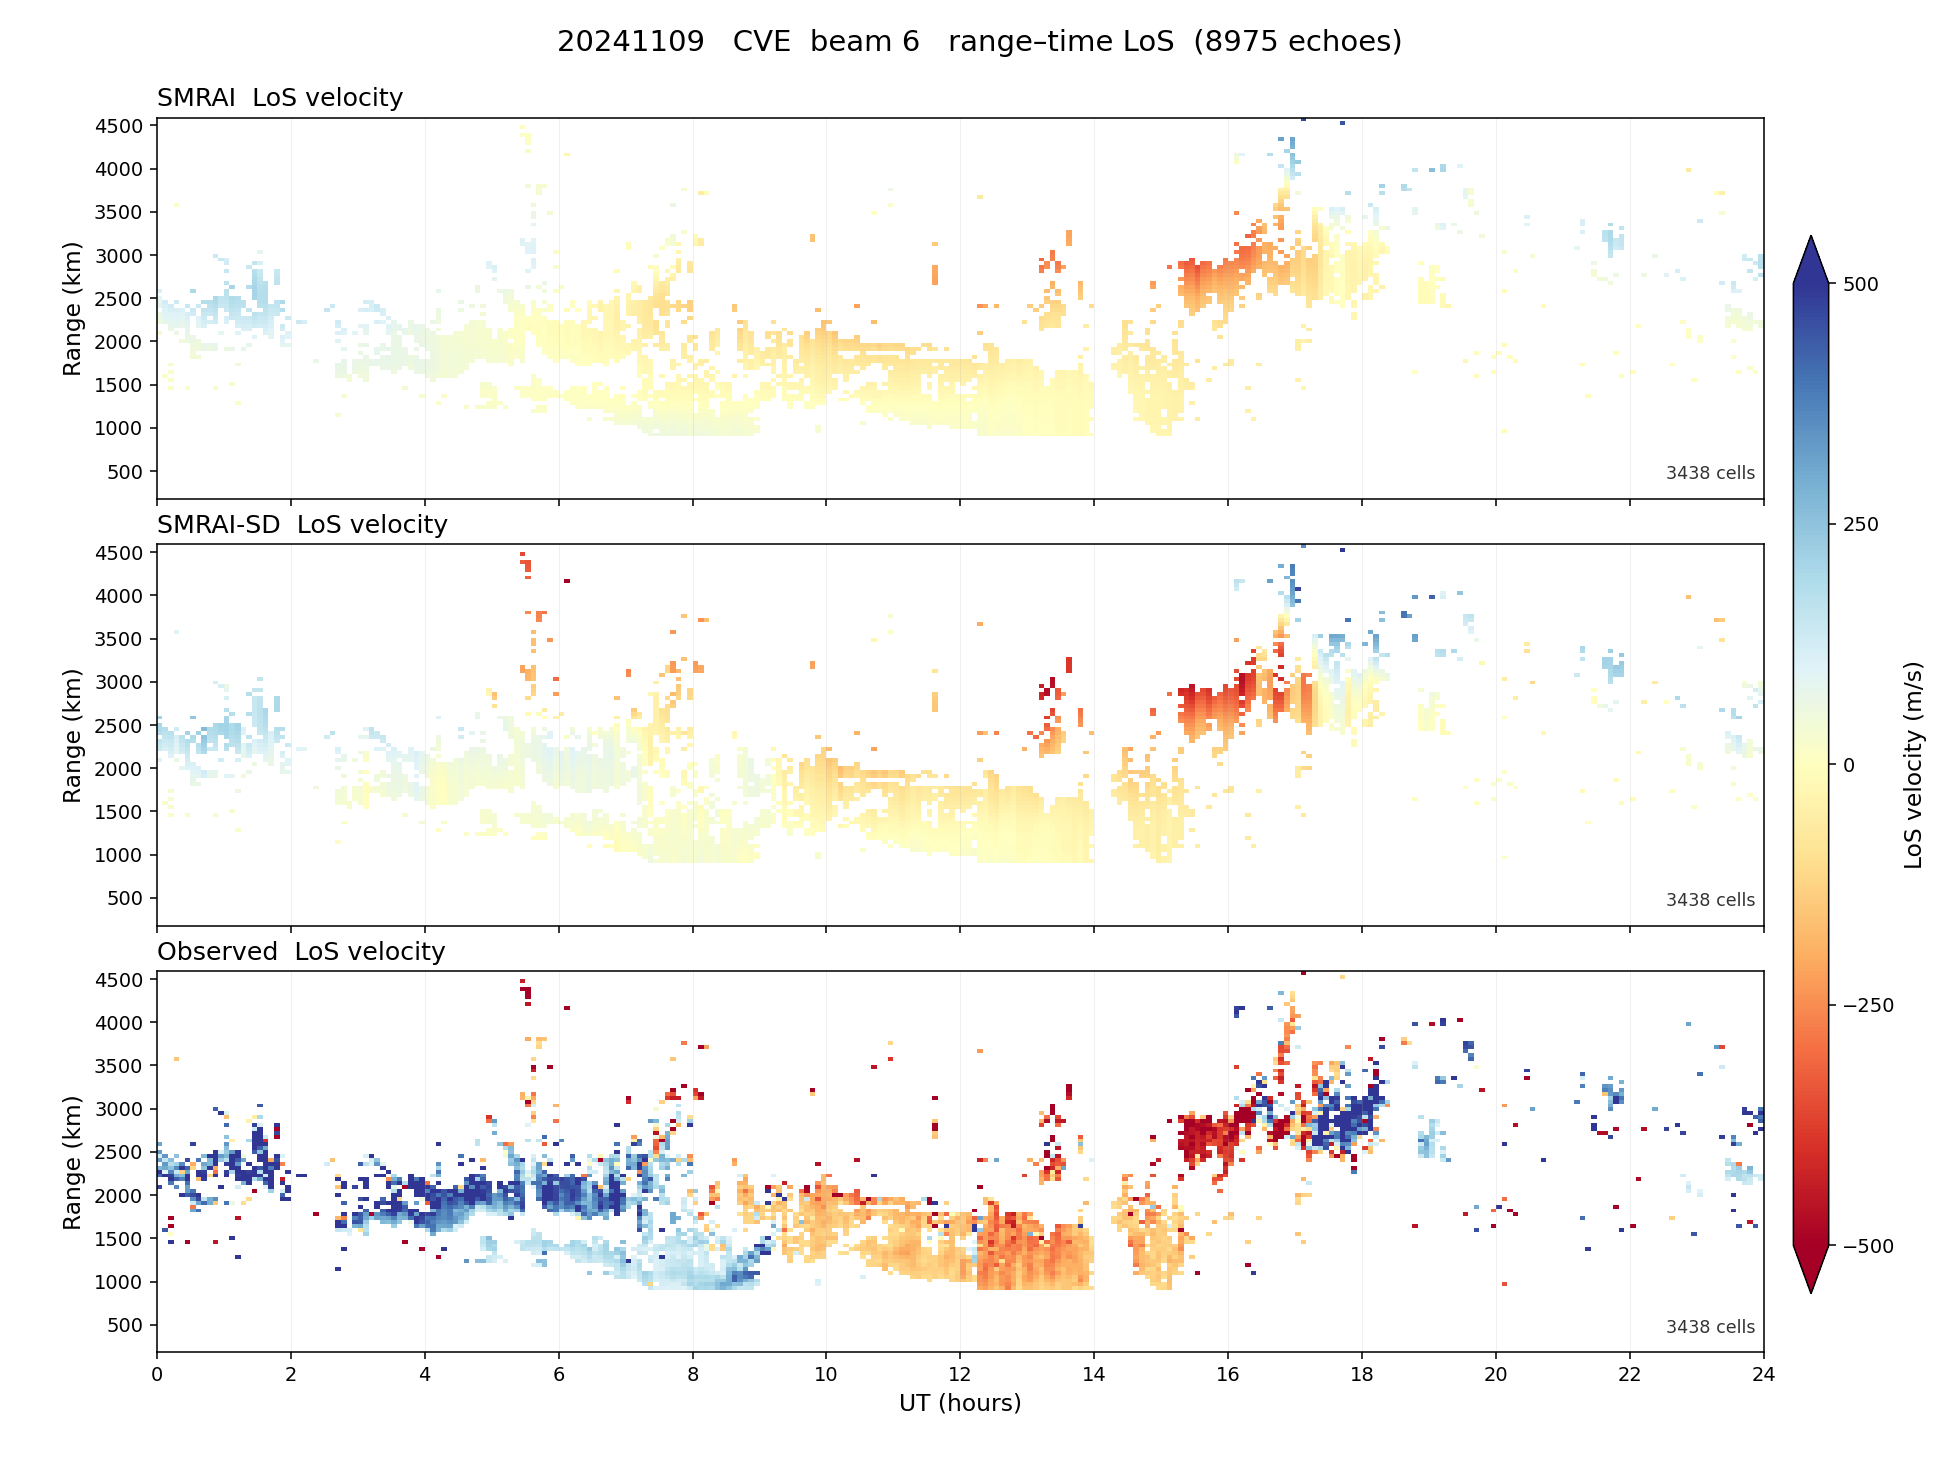 20241109   CVE  beam 6   range–time LoS  (8975 echoes)
SMRAI  LoS velocity
4500
4000
3500
3000
2500
2000
1500
1000
500
Range (km)
3438 cells
SMRAI-SD  LoS velocity
4500
4000
3500
3000
2500
2000
1500
1000
500
Range (km)
3438 cells
Observed  LoS velocity
4500
4000
3500
3000
2500
2000
1500
1000
500
Range (km)
3438 cells
0 2 4 6 8 10 12 14 16 18 20 22 24
UT (hours)
500
250
0
−250
−500
LoS velocity (m/s)